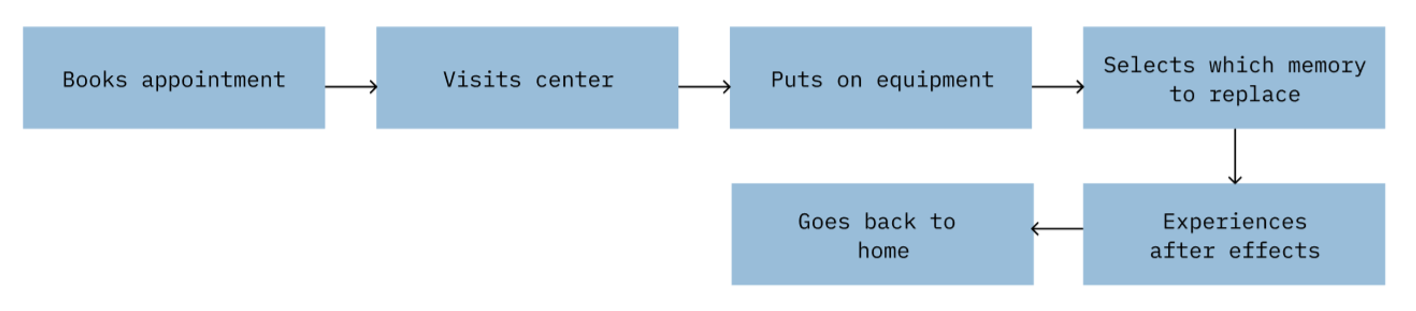 Books appointment
Visits center
Puts on equipment
Selects which memory
to replace
Experiences
after effects
Goes back to
home